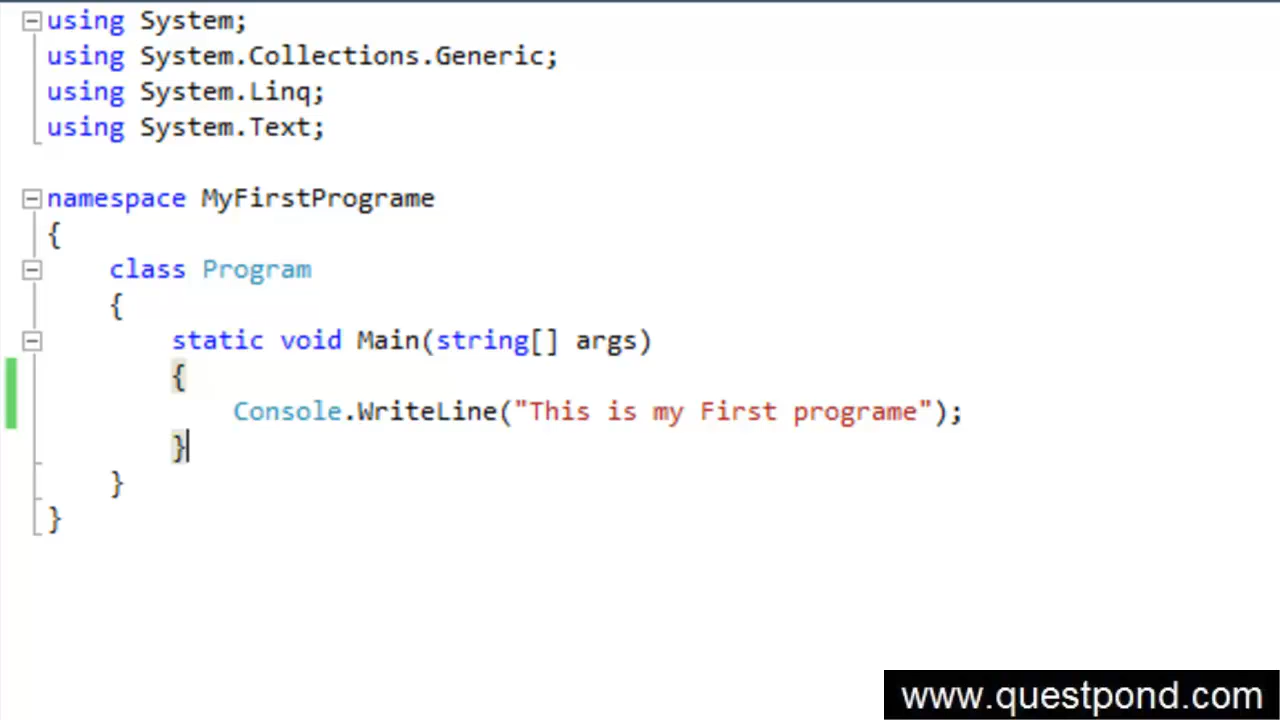 using System;
using System.Collections.Generic;
using System.Linq;
using System.Text;
namespace MyFirstPrograme
{
    class Program
    {
        static void Main(string[] args)
        {
            Console.WriteLine("This is my First programe");
        }
    }
}
www.questpond.com